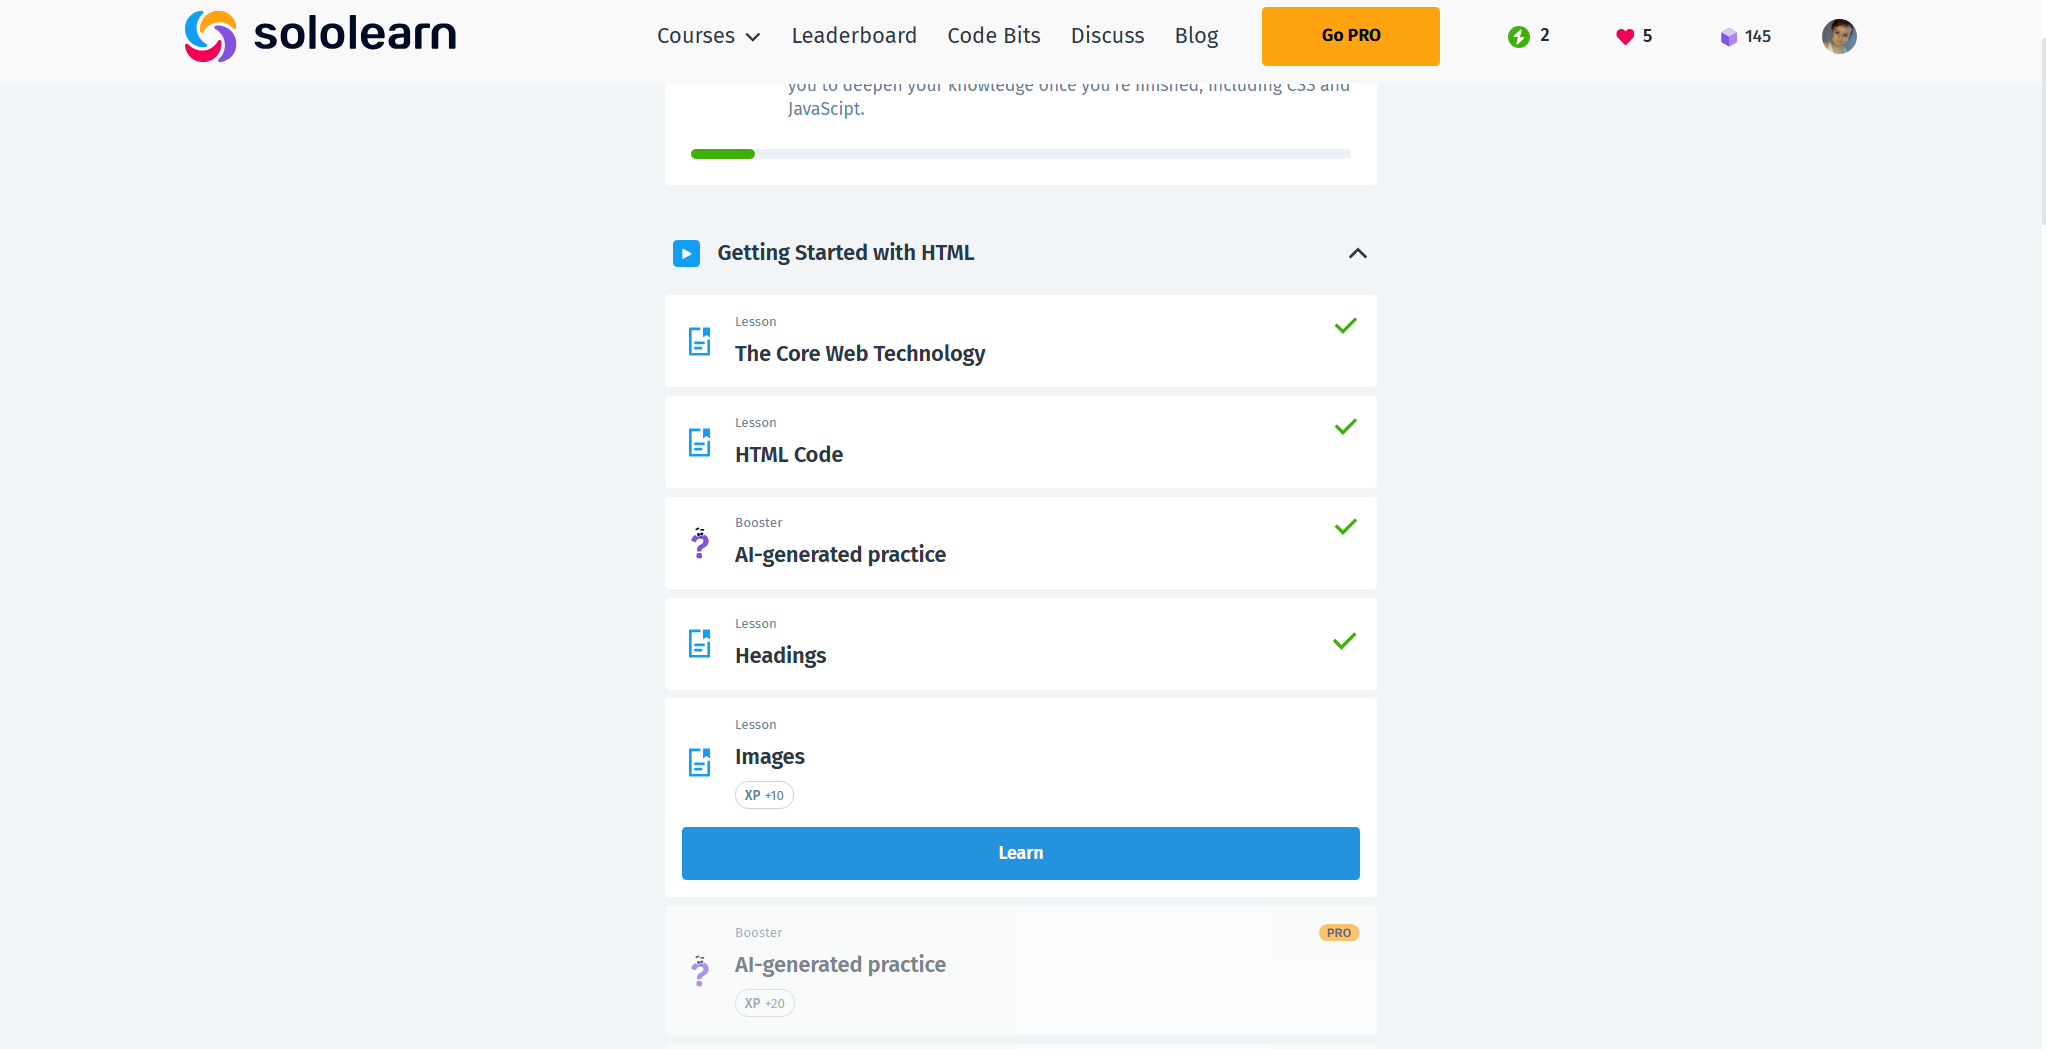 sololearn
Courses
Leaderboard
Code Bits
Discuss
Blog
Go PRO
2
5
145
you to deepen your knowledge once you're finished, including CSS and
JavaScipt.
Getting Started with HTML
Lesson
The Core Web Technology
Lesson
HTML Code
Booster
AI-generated practice
Lesson
Headings
Lesson
Images
XP +10
Learn
Booster
PRO
AI-generated practice
XP +20